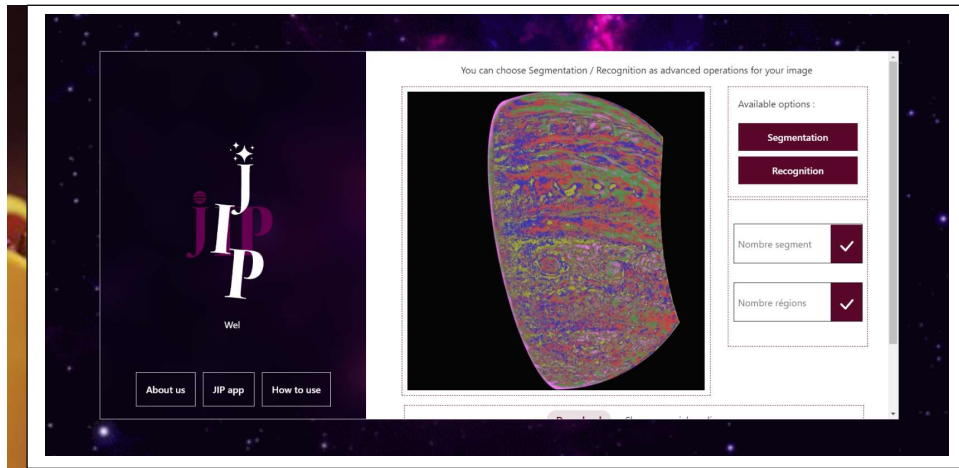 You can choose Segmentation / Recognition as advanced operations for your image
Available options :
Segmentation
Recognition
Nombre segment
Nombre régions
jIP
J
I
P
Wel
About us
JIP app
How to use